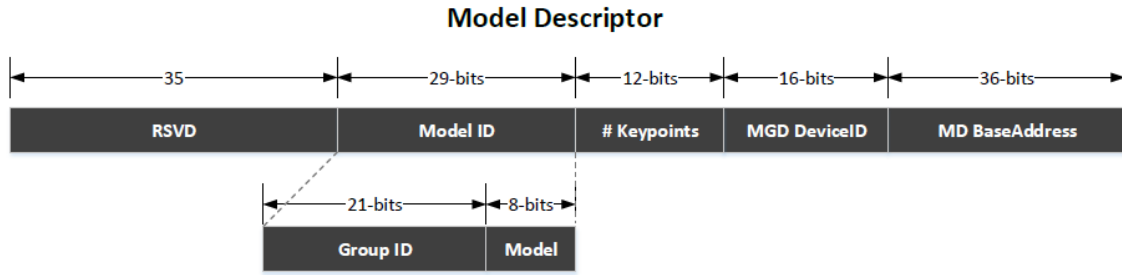 Model Descriptor
35 29-bits 12-bits 16-bits 36-bits
RSVD Model ID # Keypoints MGD DeviceID MD BaseAddress
21-bits 8-bits
Group ID Model